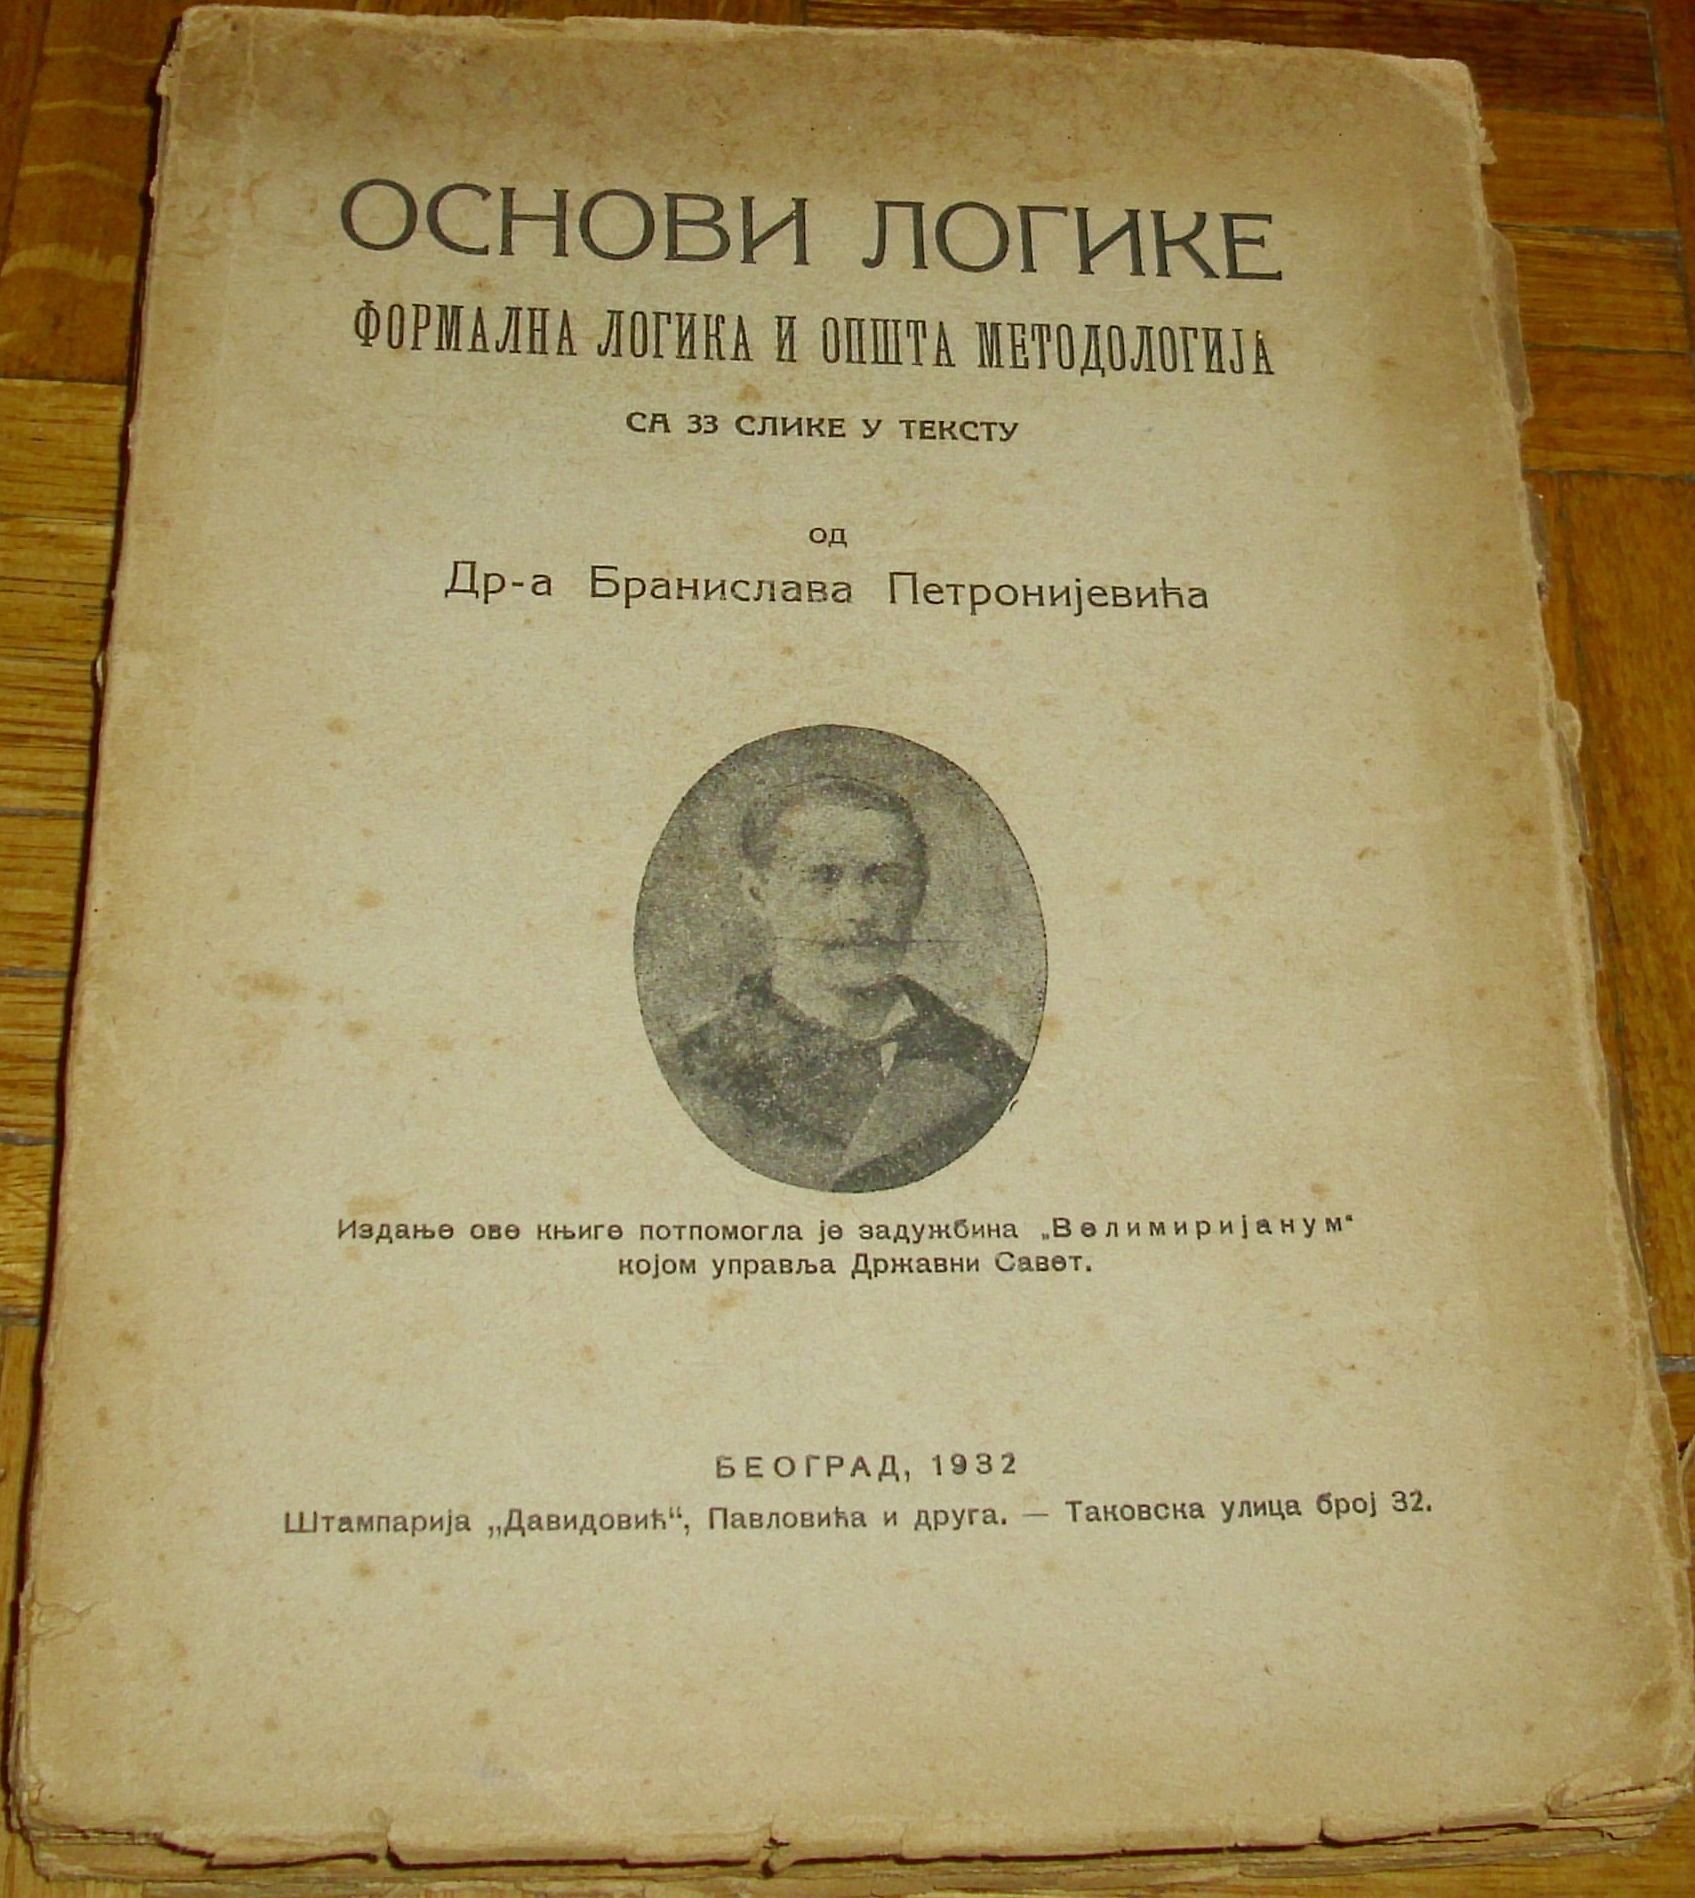 ОСНОВИ ЛОГИКЕ
ФОРМАЛНА ЛОГИКА И ОПШТА МЕТОДОЛОГИЈА
СА 33 СЛИКЕ У ТЕКСТУ
од
Др-а Бранислава Петронијевића
Издање ове књиге потпомогла је задужбина „Велимиријанум“
којом управља Државни Савет.
БЕОГРАД, 1932
Штампарија „Давидовић“, Павловића и друга. — Таковска улица број 32.